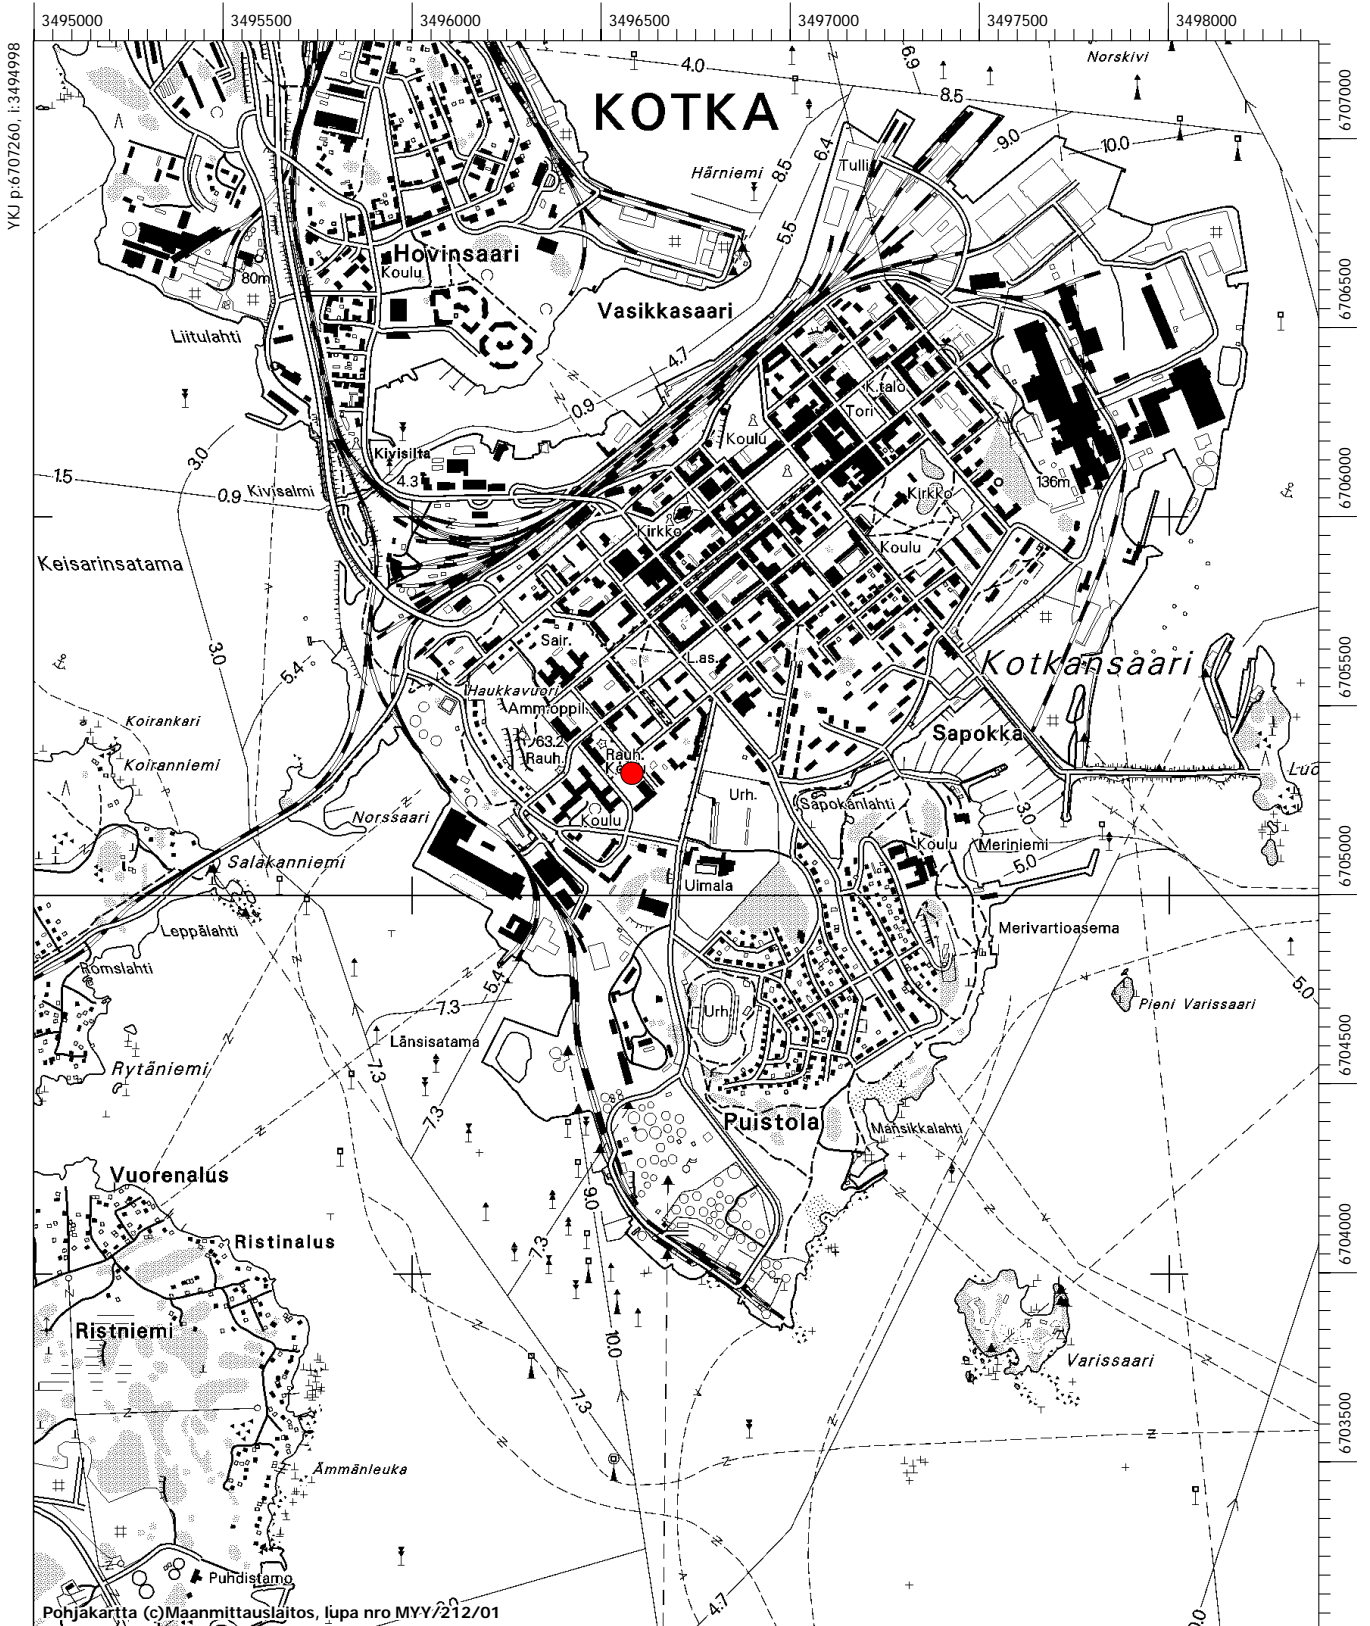 3495000 3495500 3496000 3496500 3497000 3497500 3498000
YKJ p:6707260, i:3494998
6707000
6706500
6706000
6705500
6705000
6704500
6704000
6703500
4.0
6.9
Norskivi
8.5
KOTKA
9.0
10.0
6.4
8.5
Tulli
Härniemi
5.5
Hovinsaari
Koulu
80m
Vasikkasaari
Liitulahti
4.7
K.talo
Tori
0.9
Koulu
Kivisilta
3.0
4.3
1.5
0.9
Kivisalmi
136m
Kirkko
Kirkko
Koulu
Keisarinsatama
Sair.
3.0
L.as.
Kotkansaari
5.4
Haukkavuori
Amm.oppil.
Koirankari
Sapokka
63.2
Rauh.
Rauh.
Koiranniemi
Luo
Urh.
Sapokanlahti
Norssaari
Koulu
3.0
Koulu
Meriniemi
5.0
Salakanniemi
Uimala
Leppälahti
Merivartioasema
Romslahti
5.4
5.0
7.3
Pieni Varissaari
Urh.
Länsisatama
Rytäniemi
7.3
7.3
Puistola
Mansikkalahti
Vuorenalus
9.0
Ristinalus
7.3
Ristniemi
10.0
Varissaari
7.3
Ämmänleuka
Puhdistamo
4.7
Pohjakartta (c)Maanmittauslaitos, lupa nro MYY/212/01